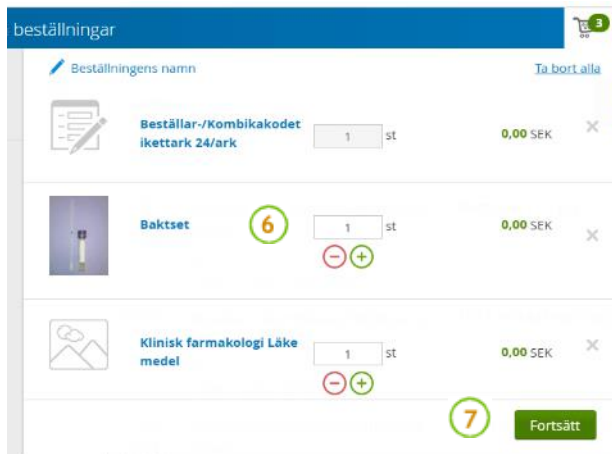 beställningar
3
Beställningens namn
Ta bort alla
Beställar-/Kombikakodet
ikettark 24/ark
1 st
0,00 SEK
Baktset
6
1 st
0,00 SEK
Klinisk farmakologi Läke
medel
1 st
0,00 SEK
7
Fortsätt